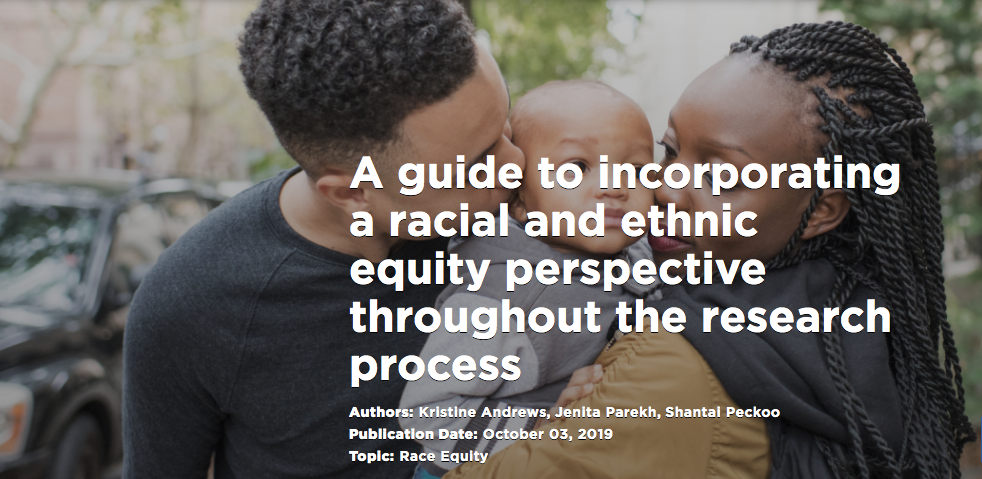 A guide to incorporating
a racial and ethnic
equity perspective
throughout the research
process
Authors: Kristine Andrews, Jenita Parekh, Shantal Peckoo
Publication Date: October 03, 2019
Topic: Race Equity